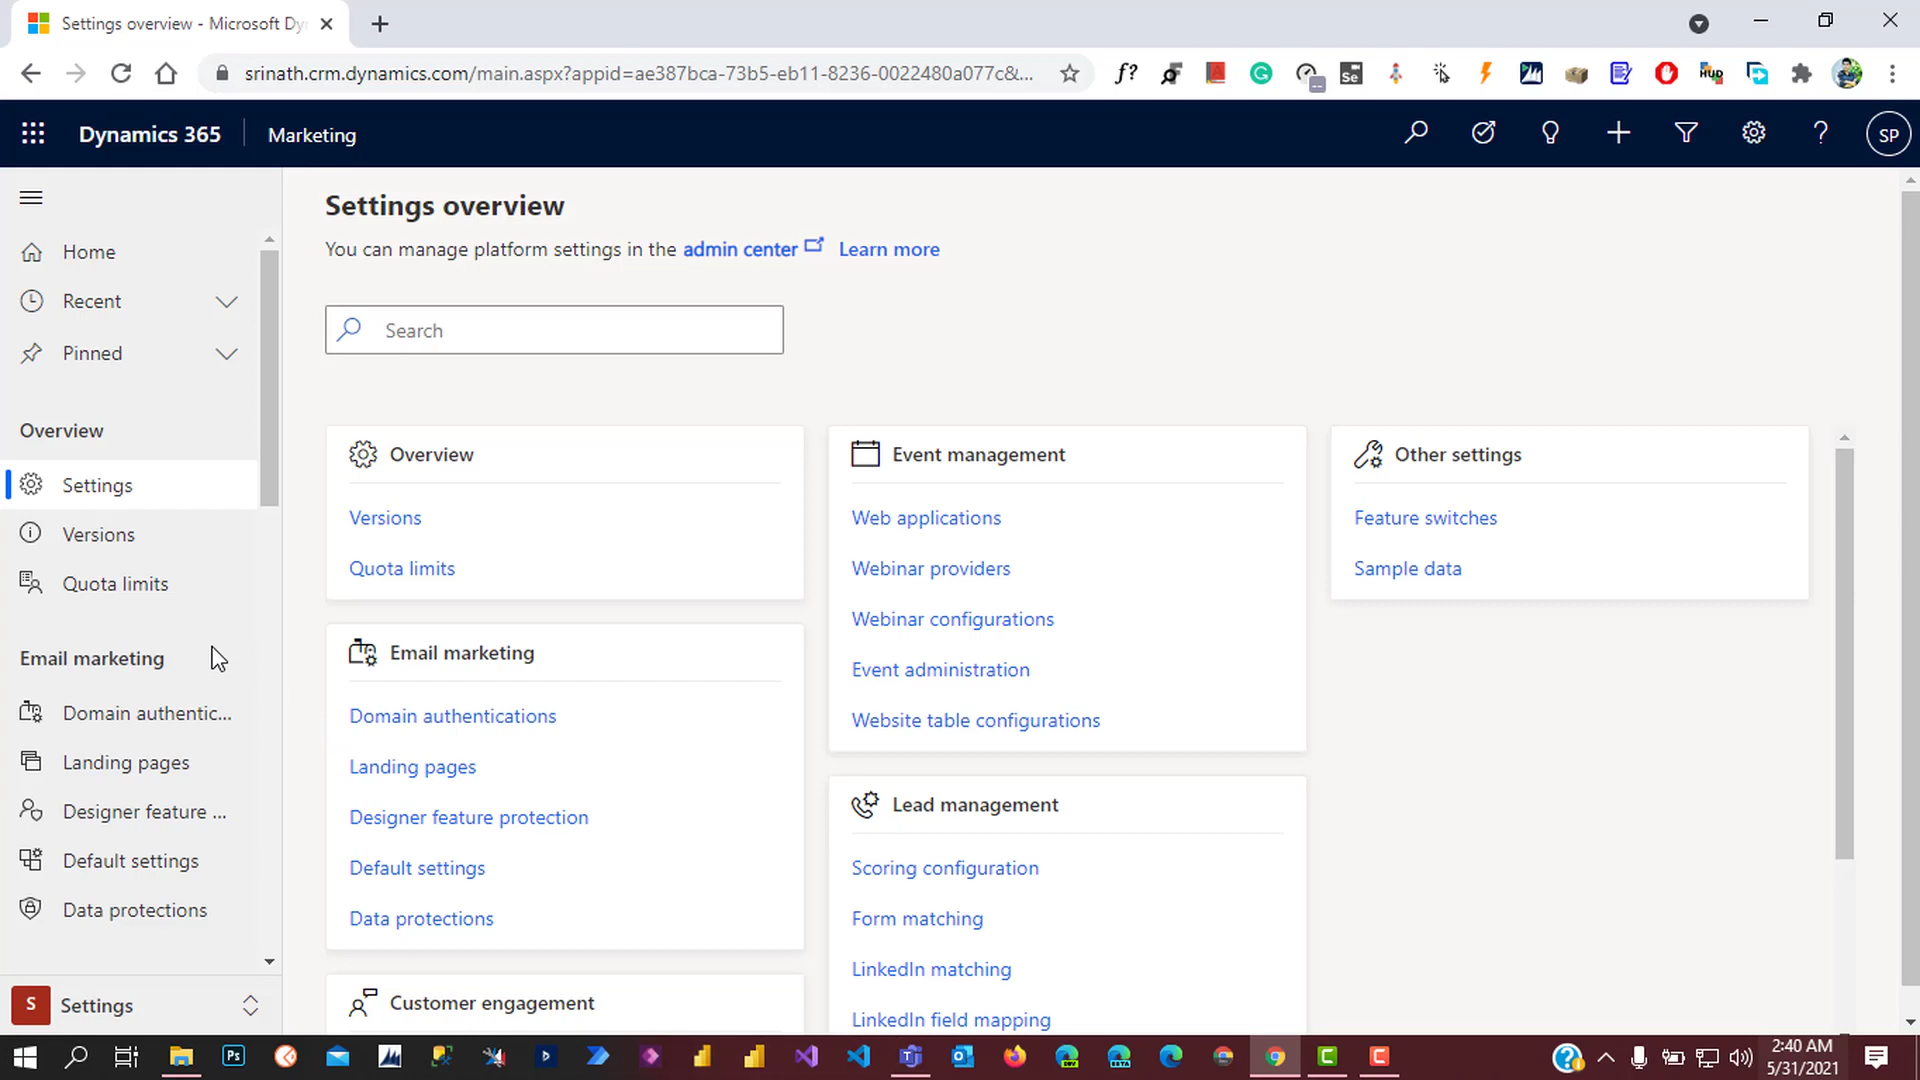 Settings overview - Microsoft Dy
srinath.crm.dynamics.com/main.aspx?appid=ae387bca-73b5-eb11-8236-0022480a077c&...
f?
Se
HUD
Dynamics 365
Marketing
SP
Home
Recent
Pinned
Overview
Settings
Versions
Quota limits
Email marketing
Domain authentic...
Landing pages
Designer feature ...
Default settings
Data protections
S
Settings
Settings overview
You can manage platform settings in the admin center Learn more
Search
Overview
Versions
Quota limits
Email marketing
Domain authentications
Landing pages
Designer feature protection
Default settings
Data protections
Customer engagement
Event management
Web applications
Webinar providers
Webinar configurations
Event administration
Website table configurations
Lead management
Scoring configuration
Form matching
LinkedIn matching
LinkedIn field mapping
Other settings
Feature switches
Sample data
Ps
2:40 AM
5/31/2021